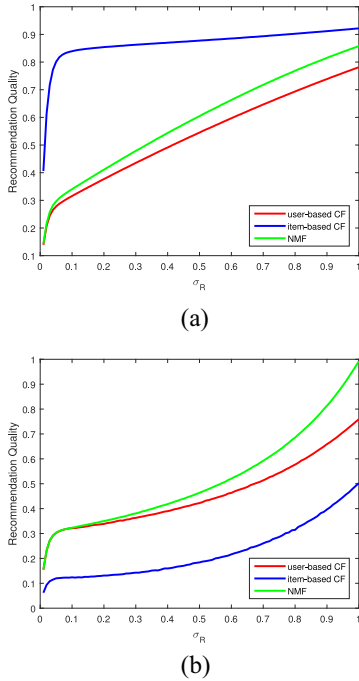 1
0.9
0.8
0.7
0.6
0.5
0.4
0.3
0.2
0.1
Recommendation Quality
user-based CF
item-based CF
NMF
0 0.1 0.2 0.3 0.4 0.5 0.6 0.7 0.8 0.9 1
σR
(a)
1
0.9
0.8
0.7
0.6
0.5
0.4
0.3
0.2
0.1
0
Recommendation Quality
user-based CF
item-based CF
NMF
0 0.1 0.2 0.3 0.4 0.5 0.6 0.7 0.8 0.9 1
σR
(b)